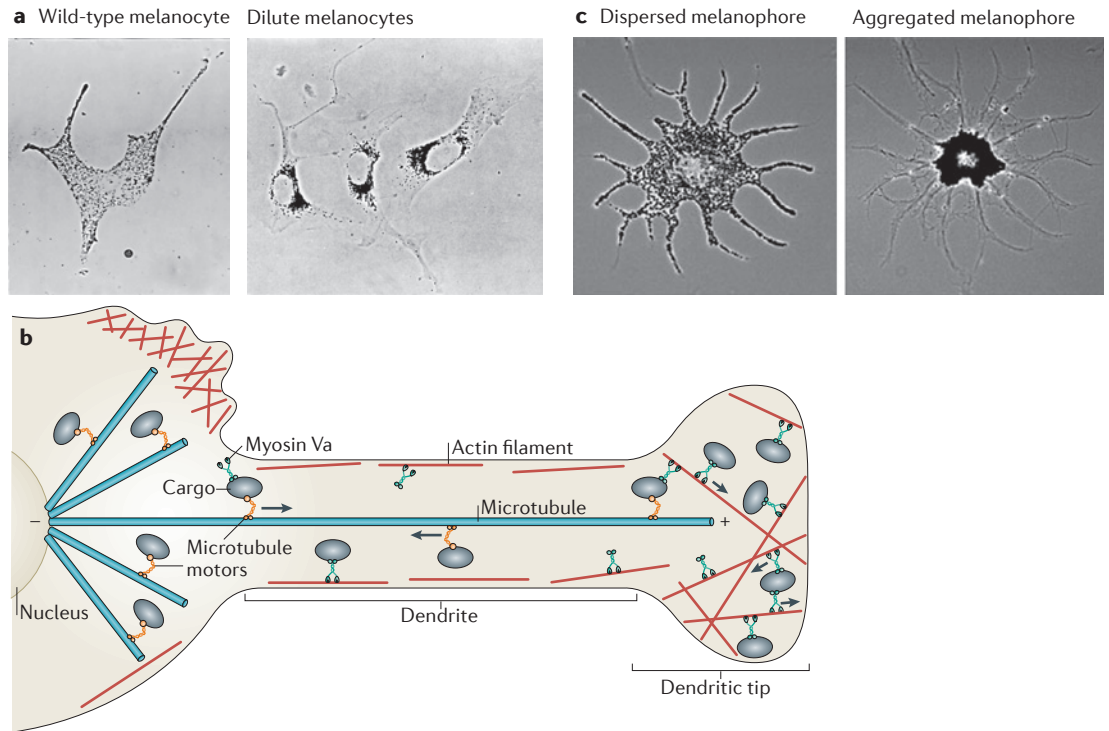 a Wild-type melanocyte
Dilute melanocytes
c Dispersed melanophore
Aggregated melanophore
b
Myosin Va
Actin filament
Cargo
Microtubule
–
+
Microtubule
motors
Nucleus
Dendrite
Dendritic tip